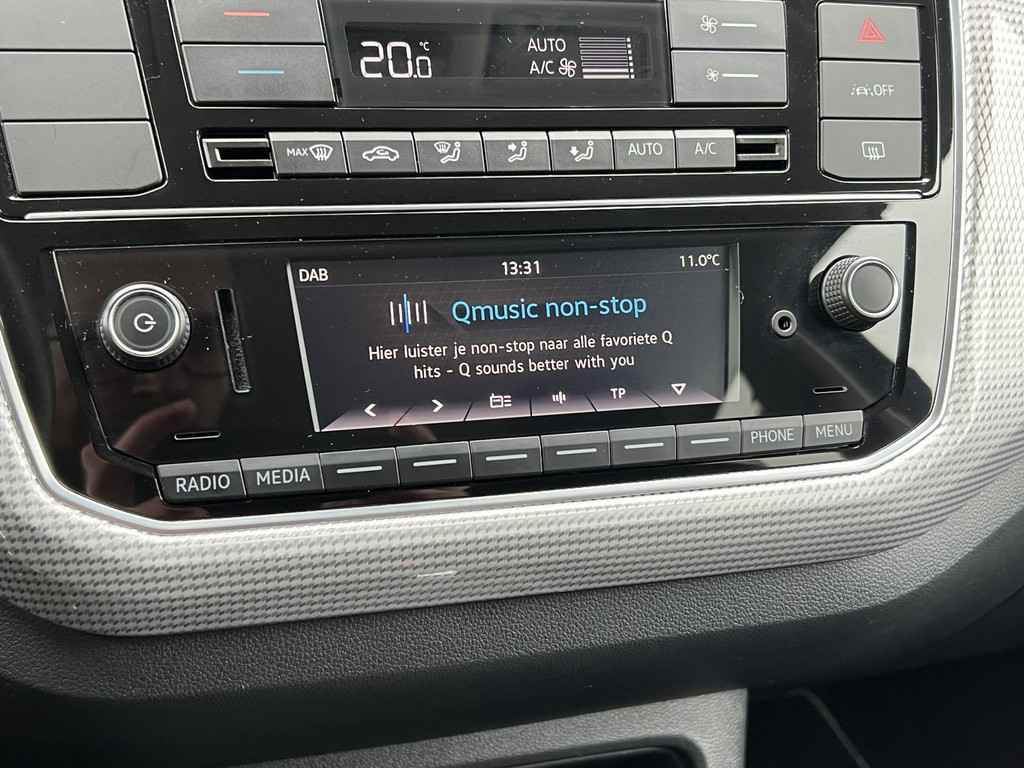 20.0 °C
AUTO
A/C
OFF
MAX
AUTO
A/C
DAB
13:31
11.0°C
Qmusic non-stop
Hier luister je non-stop naar alle favoriete Q
hits - Q sounds better with you
TP
RADIO
MEDIA
PHONE
MENU